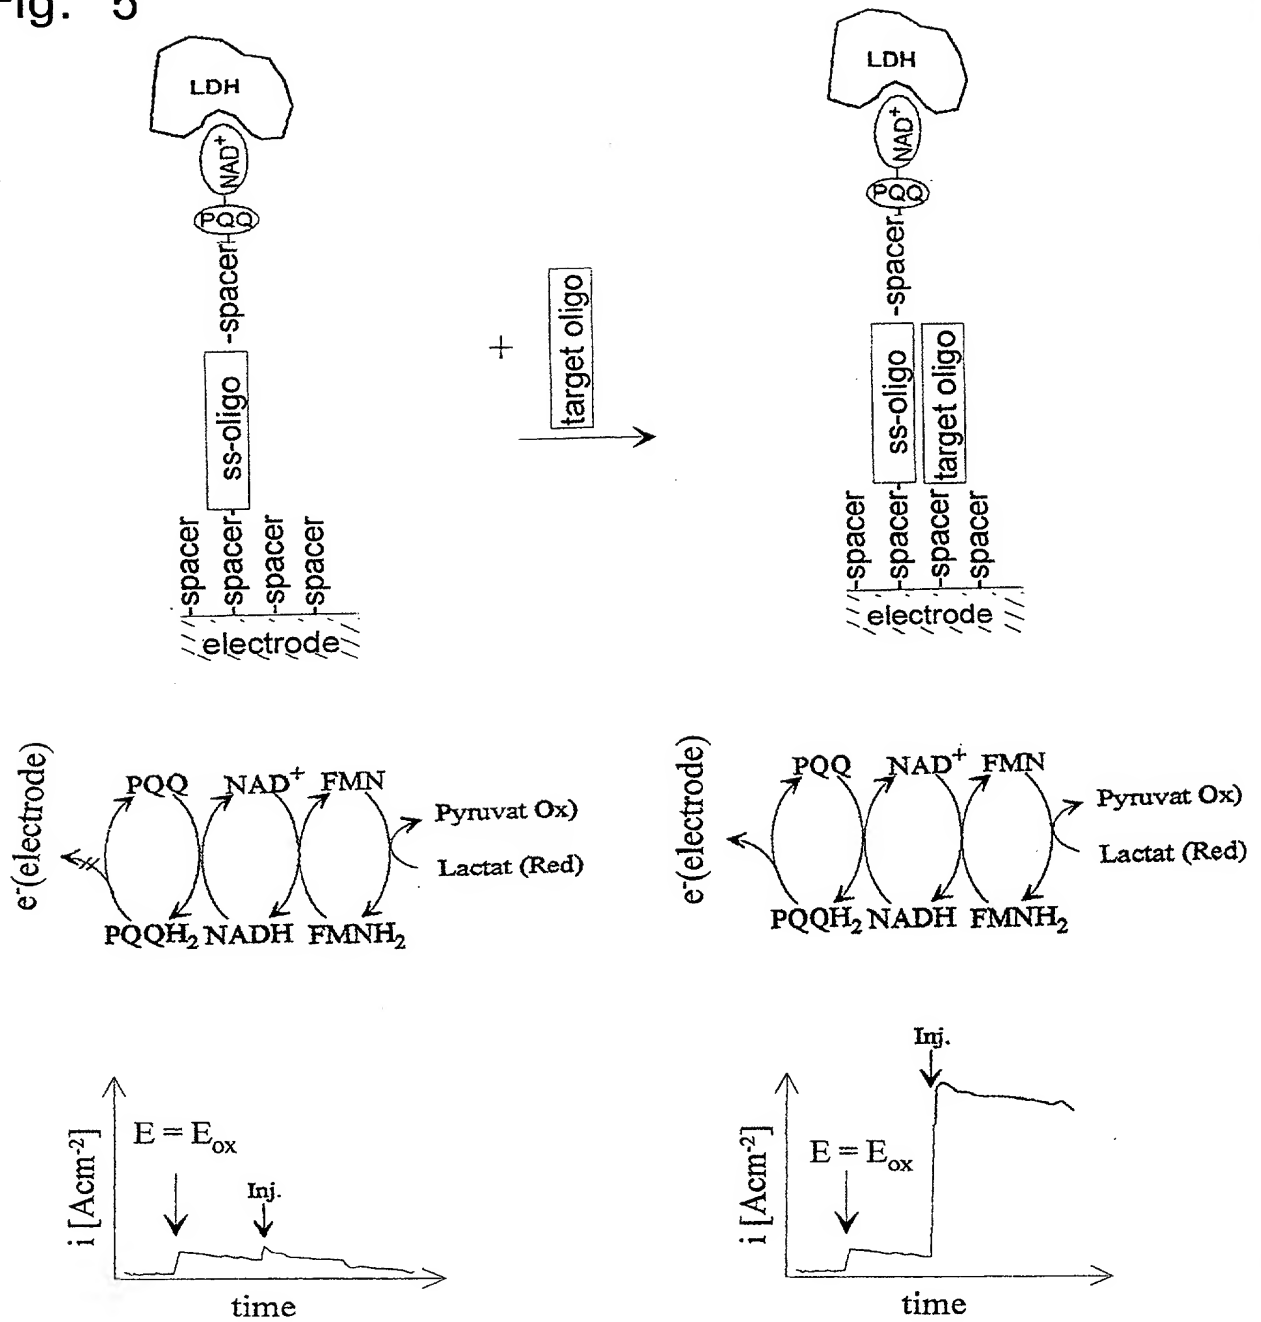 Fig. 5
LDH
NAD+
PQQ
-spacer-
ss-oligo
-spacer
-spacer-
-spacer
-spacer
electrode
+
target oligo
LDH
NAD+
PQQ
-spacer-
ss-oligo
target oligo
-spacer
-spacer-
-spacer
-spacer
electrode
e-(electrode)
PQQ NAD+ FMN
Pyruvat Ox)
Lactat (Red)
PQQH2 NADH FMNH2
e-(electrode)
PQQ NAD+ FMN
Pyruvat Ox)
Lactat (Red)
PQQH2 NADH FMNH2
i [Acm-2]
E = Eox
Inj.
time
i [Acm-2]
E = Eox
Inj.
time